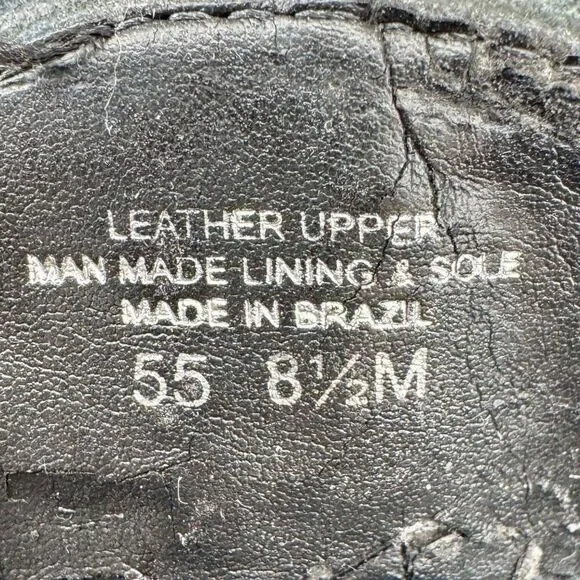 LEATHER UPPER
MAN MADE LINING & SOLE
MADE IN BRAZIL
55 8½M